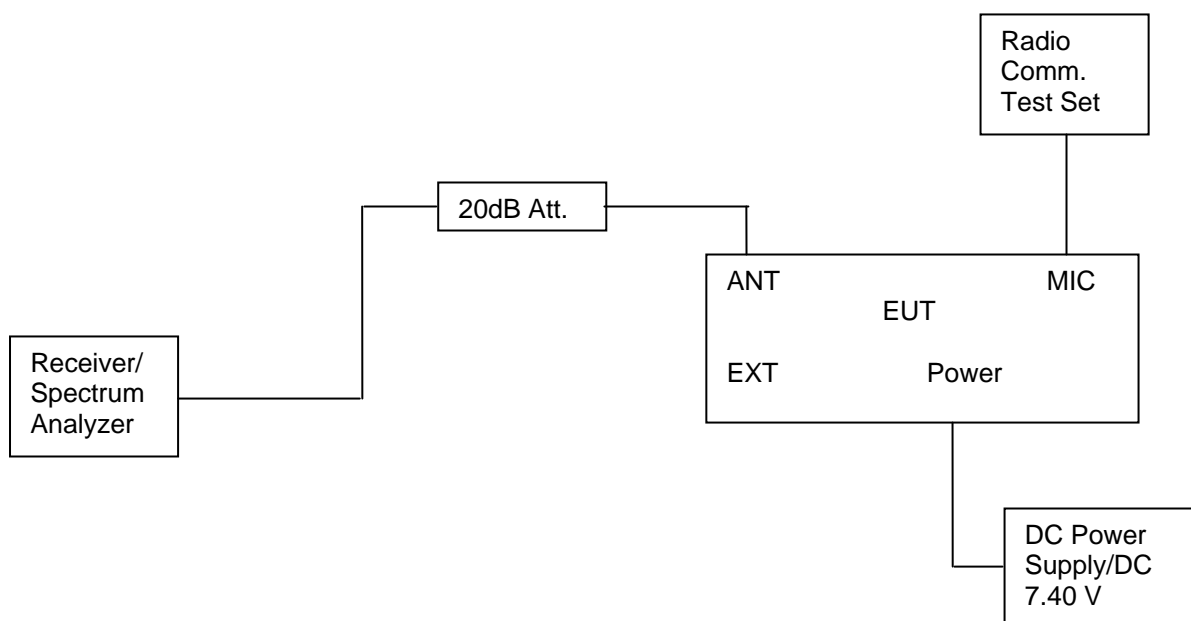 Radio
Comm.
Test Set
20dB Att.
ANT
MIC
EUT
EXT
Power
Receiver/
Spectrum
Analyzer
DC Power
Supply/DC
7.40 V